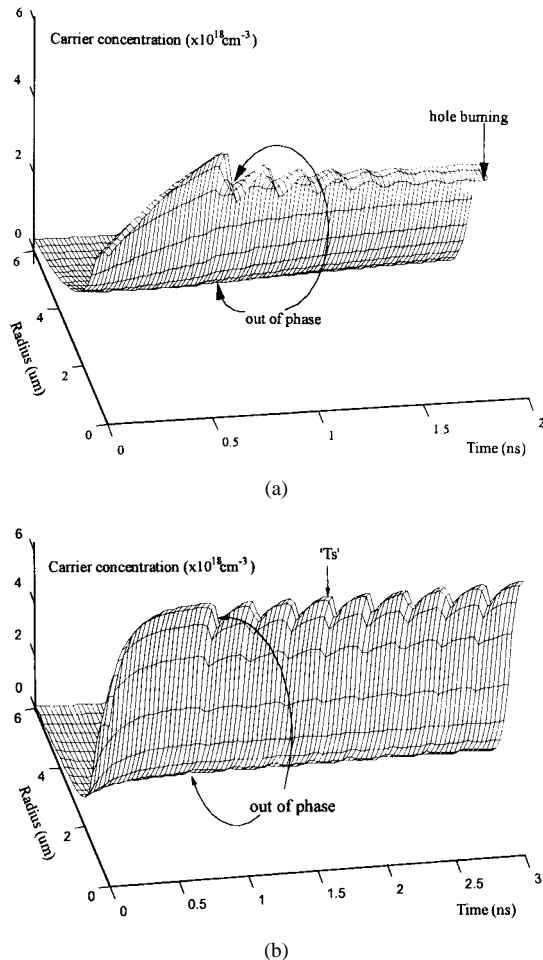 6
Carrier concentration (x10¹⁸cm⁻³)
4
2
0
hole burning
6
4
2
0
Radius (um)
out of phase
0
0.5
1
1.5
2
Time (ns)
(a)
6
Carrier concentration (x10¹⁸cm⁻³)
'Ts'
4
2
0
6
4
2
0
Radius (um)
out of phase
0
0.5
1
1.5
2
2.5
3
Time (ns)
(b)